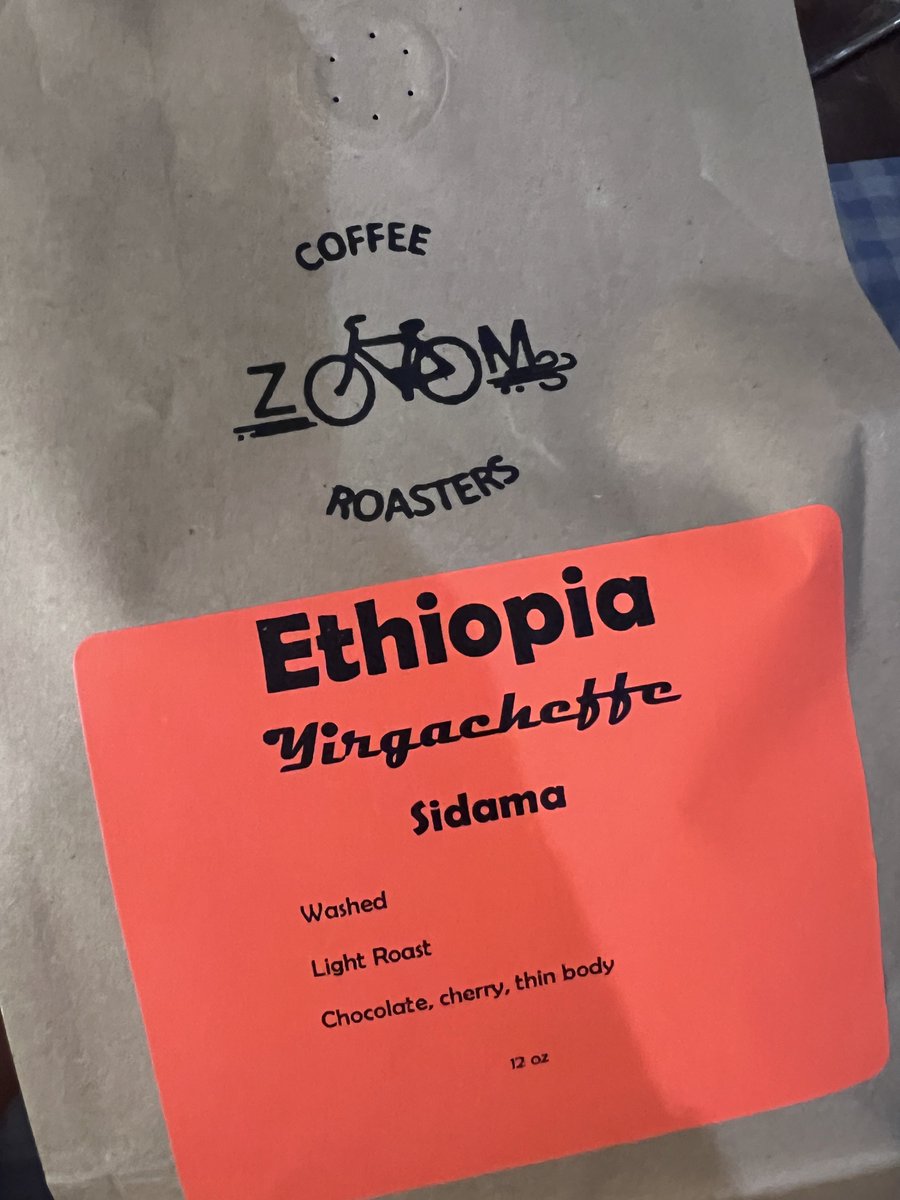 COFFEE
ZOOM
ROASTERS
Ethiopia
Yirgacheffe
Sidama
Washed
Light Roast
Chocolate, cherry, thin body
12 oz